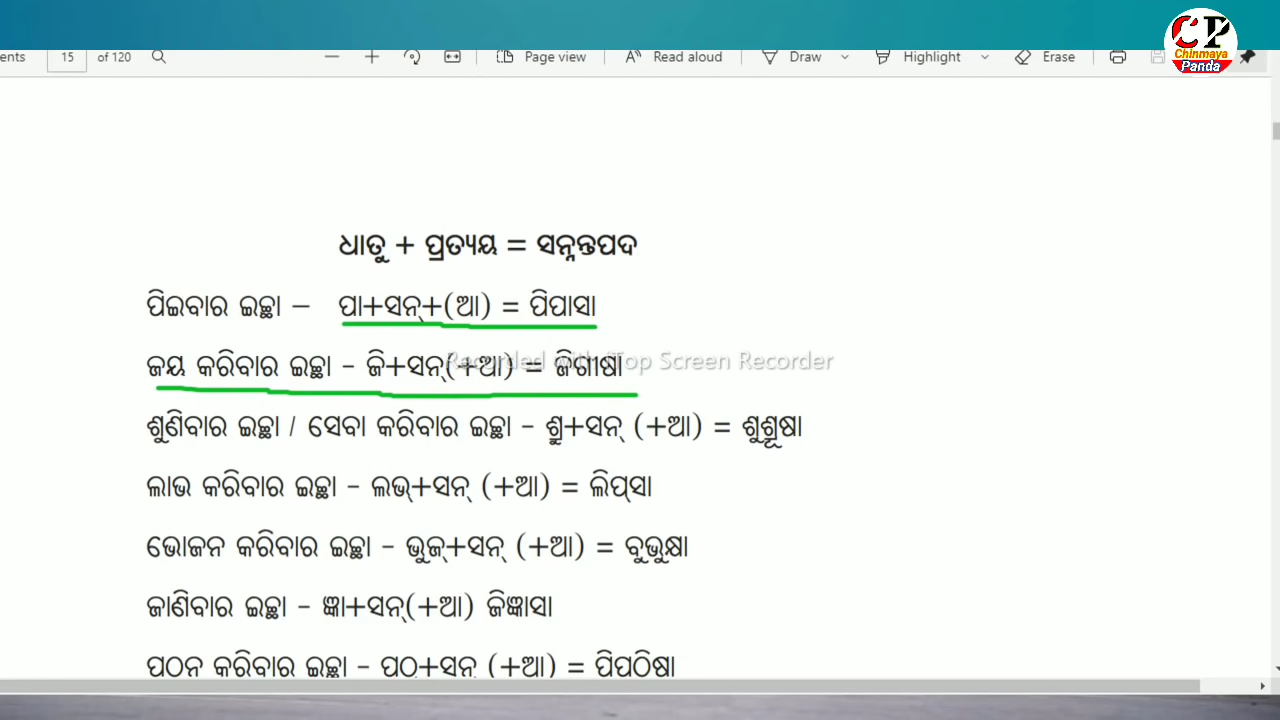 CP
Chinmaya
Panda
ents 15 of 120 Page view Read aloud Draw Highlight Erase
ଧାତୁ + ପ୍ରତ୍ୟୟ = ସନ୍ନନ୍ତପଦ
ପିଇବାର ଇଚ୍ଛା – ପା+ସନ୍+(ଆ) = ପିପାସା
Recorded with iTop Screen Recorder
ଜୟ କରିବାର ଇଚ୍ଛା - ଜି+ସନ୍(+ଆ) = ଜିଗୀଷା
ଶୁଣିବାର ଇଚ୍ଛା / ସେବା କରିବାର ଇଚ୍ଛା - ଶ୍ରୁ+ସନ୍ (+ଆ) = ଶୁଶ୍ରୂଷା
ଲାଭ କରିବାର ଇଚ୍ଛା - ଲଭ୍+ସନ୍ (+ଆ) = ଲିପ୍ସା
ଭୋଜନ କରିବାର ଇଚ୍ଛା - ଭୁଜ୍+ସନ୍ (+ଆ) = ବୁଭୁକ୍ଷା
ଜାଣିବାର ଇଚ୍ଛା - ଜ୍ଞା+ସନ୍(+ଆ) ଜିଜ୍ଞାସା
ପଠନ କରିବାର ଇଚ୍ଛା - ପଠ୍+ସନ୍ (+ଆ) = ପିପଠିଷା